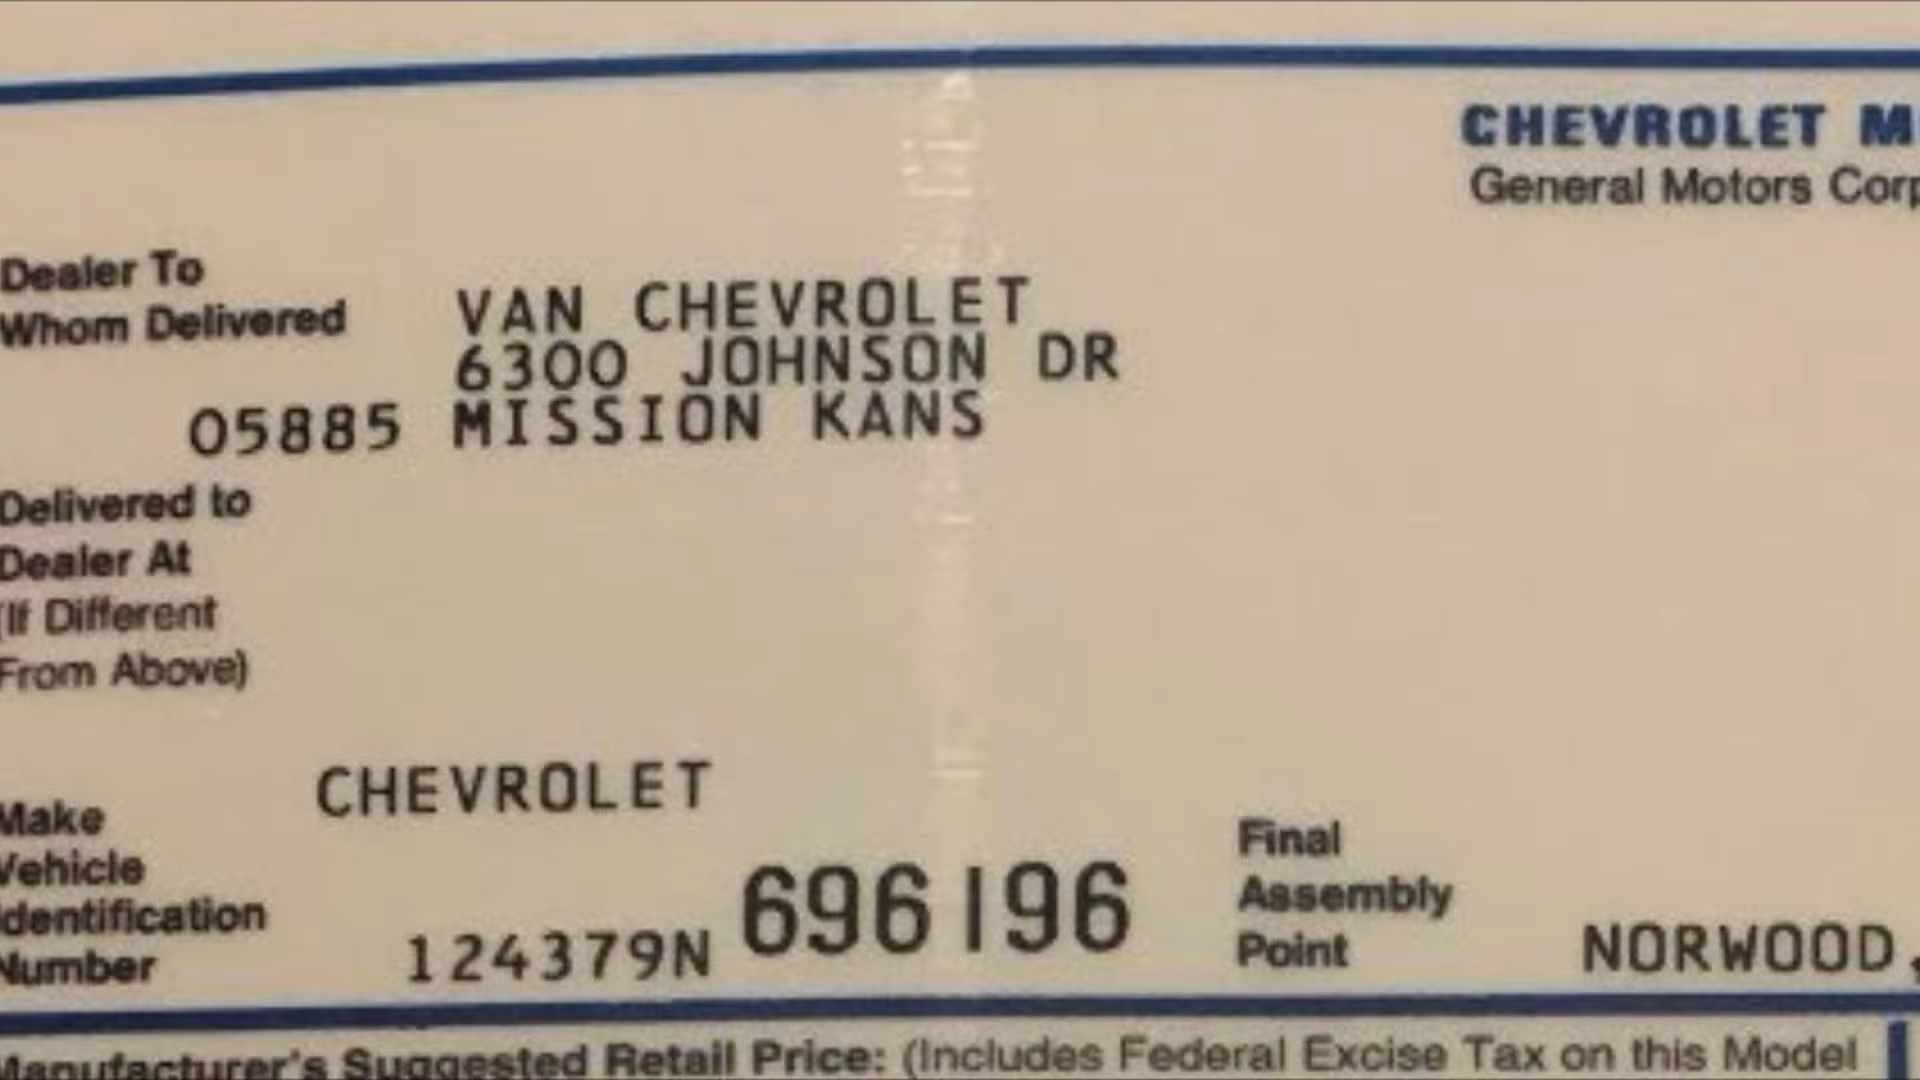 CHEVROLET M
General Motors Corp
Dealer To
Whom Delivered
VAN CHEVROLET
6300 JOHNSON DR
05885 MISSION KANS
Delivered to
Dealer At
(If Different
From Above)
Make
CHEVROLET
Vehicle
Identification
Number
124379N 696196
Final
Assembly
Point
NORWOOD,
Manufacturer's Suggested Retail Price: (Includes Federal Excise Tax on this Model